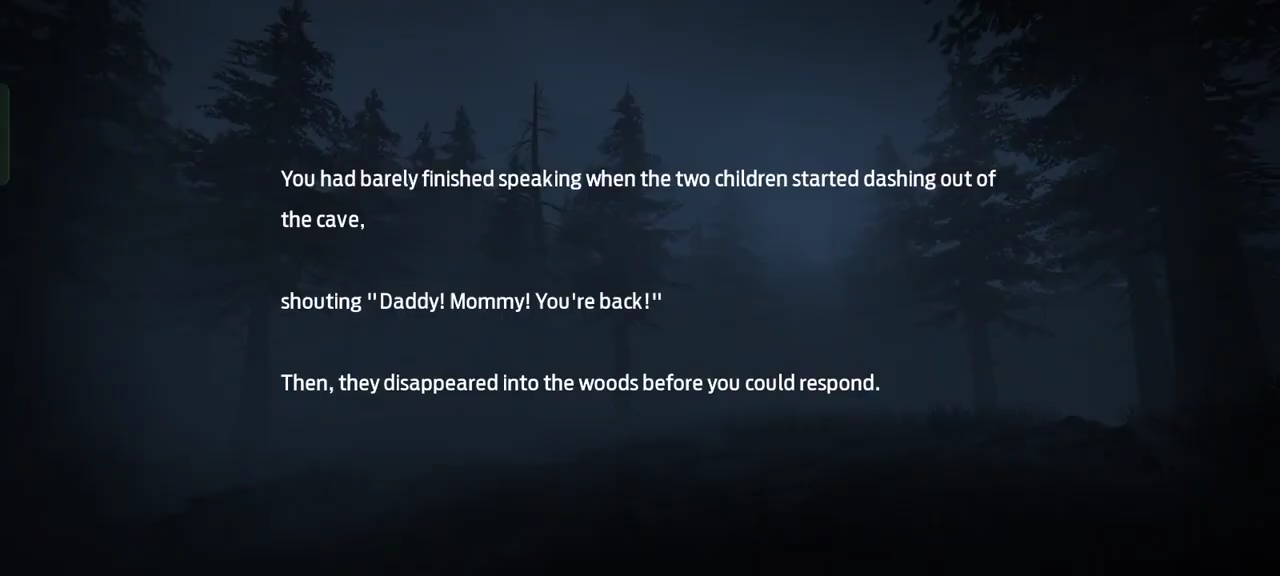 You had barely finished speaking when the two children started dashing out of
the cave,
shouting "Daddy! Mommy! You're back!"
Then, they disappeared into the woods before you could respond.